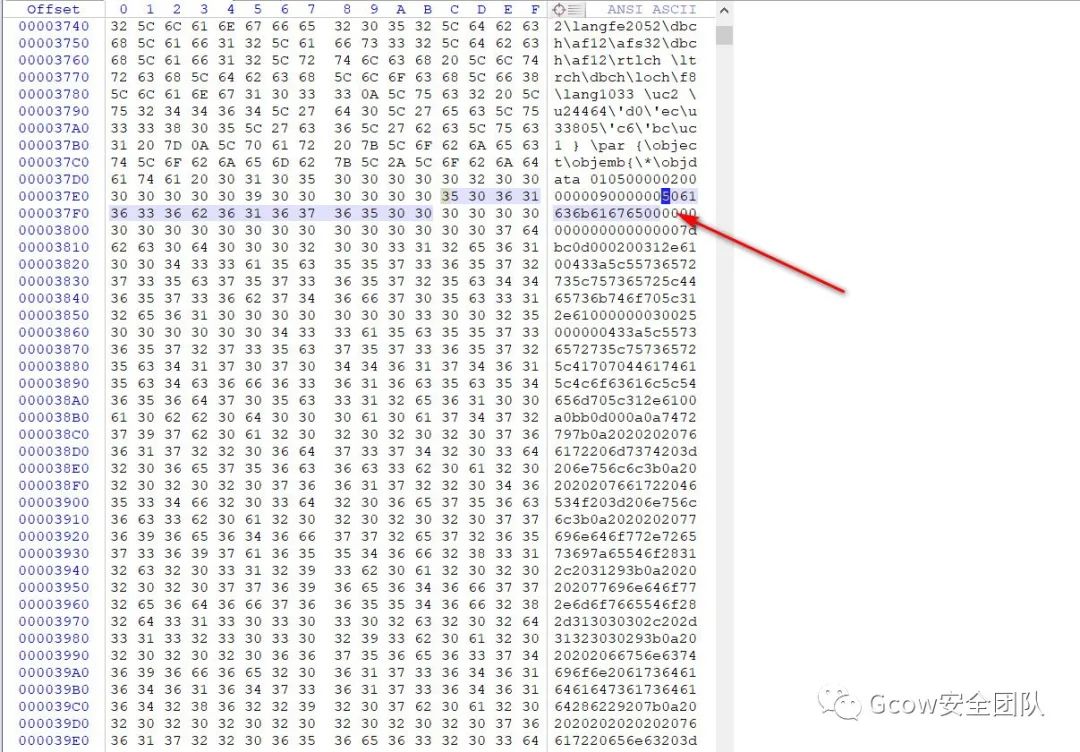 Offset 0 1 2 3 4 5 6 7 8 9 A B C D E F ANSI ASCII
00003740 32 5C 6C 61 6E 67 66 65 32 30 35 32 5C 64 62 63 2\langfe2052\dbc
00003750 68 5C 61 66 31 32 5C 61 66 73 33 32 5C 64 62 63 h\af12\afs32\dbc
00003760 68 5C 61 66 31 32 5C 72 74 6C 63 68 20 5C 6C 74 h\af12\rtlch \lt
00003770 72 63 68 5C 64 62 63 68 5C 6C 6F 63 68 5C 66 38 rch\dbch\loch\f8
00003780 5C 6C 61 6E 67 31 30 33 33 0A 5C 75 63 32 20 5C \lang1033 \uc2 \
00003790 75 32 34 34 36 34 5C 27 64 30 5C 27 65 63 5C 75 u24464\'d0\'ec\u
000037A0 33 33 38 30 35 5C 27 63 36 5C 27 62 63 5C 75 63 33805\'c6\'bc\uc
000037B0 31 20 7D 0A 5C 70 61 72 20 7B 5C 6F 62 6A 65 63 1 } \par {\objec
000037C0 74 5C 6F 62 6A 65 6D 62 7B 5C 2A 5C 6F 62 6A 64 t\objemb{\*\objd
000037D0 61 74 61 20 30 31 30 35 30 30 30 30 30 32 30 30 ata 010500000200
000037E0 30 30 30 30 30 39 30 30 30 30 30 30 35 30 36 31 0000090000005061
000037F0 36 33 36 62 36 31 36 37 36 35 30 30 30 30 30 30 636b616765000000
00003800 30 30 30 30 30 30 30 30 30 30 30 30 30 30 37 64 000000000000007d
00003810 62 63 30 64 30 30 30 32 30 30 33 31 32 65 36 31 bc0d000200312e61
00003820 30 30 34 33 33 61 35 63 35 35 37 33 36 35 37 32 00433a5c55736572
00003830 37 33 35 63 37 35 37 33 36 35 37 32 35 63 34 34 735c757365725c44
00003840 36 35 37 33 36 62 37 34 36 66 37 30 35 63 33 31 65736b746f705c31
00003850 32 65 36 31 30 30 30 30 30 30 30 33 30 30 32 35 2e61000000030025
00003860 30 30 30 30 30 30 34 33 33 61 35 63 35 35 37 33 000000433a5c5573
00003870 36 35 37 32 37 33 35 63 37 35 37 33 36 35 37 32 6572735c75736572
00003880 35 63 34 31 37 30 37 30 34 34 36 31 37 34 36 31 5c41707044617461
00003890 35 63 34 63 36 66 36 33 36 31 36 63 35 63 35 34 5c4c6f63616c5c54
000038A0 36 35 36 64 37 30 35 63 33 31 32 65 36 31 30 30 656d705c312e6100
000038B0 61 30 62 62 30 64 30 30 30 61 30 61 37 34 37 32 a0bb0d000a0a7472
000038C0 37 39 37 62 30 61 32 30 32 30 32 30 32 30 37 36 797b0a2020202076
000038D0 36 31 37 32 32 30 36 64 37 33 37 34 32 30 33 64 6172206d7374203d
000038E0 32 30 36 65 37 35 36 63 36 63 33 62 30 61 32 30 206e756c6c3b0a20
000038F0 32 30 32 30 32 30 37 36 36 31 37 32 32 30 34 36 2020207661722046
00003900 35 33 34 66 32 30 33 64 32 30 36 65 37 35 36 63 534f203d206e756c
00003910 36 63 33 62 30 61 32 30 32 30 32 30 32 30 37 37 6c3b0a2020202077
00003920 36 39 36 65 36 34 36 66 37 37 32 65 37 32 36 35 696e646f772e7265
00003930 37 33 36 39 37 61 36 35 35 34 36 66 32 38 33 31 73697a65546f2831
00003940 32 63 32 30 33 31 32 39 33 62 30 61 32 30 32 30 2c2031293b0a2020
00003950 32 30 32 30 37 37 36 39 36 65 36 34 36 66 37 37 202077696e646f77
00003960 32 65 36 64 36 66 37 36 36 35 35 34 36 66 32 38 2e6d6f7665546f28
00003970 32 64 33 31 33 30 33 30 33 30 32 63 32 30 32 64 2d313030302c202d
00003980 33 31 33 32 33 30 33 30 32 39 33 62 30 61 32 30 31323030293b0a20
00003990 32 30 32 30 32 30 36 36 37 35 36 65 36 33 37 34 20202066756e6374
000039A0 36 39 36 66 36 65 32 30 36 31 37 33 36 34 36 31 696f6e2061736461
000039B0 36 34 36 31 36 34 37 33 36 31 37 33 36 34 36 31 6461647361736461
000039C0 36 34 32 38 36 32 32 39 32 30 37 62 30 61 32 30 64286229207b0a20
000039D0 32 30 32 30 32 30 32 30 32 30 32 30 32 30 37 36 2020202020202076
000039E0 36 31 37 32 32 30 36 35 36 65 36 33 32 30 33 64 617220656e63203d
Gcow安全团队